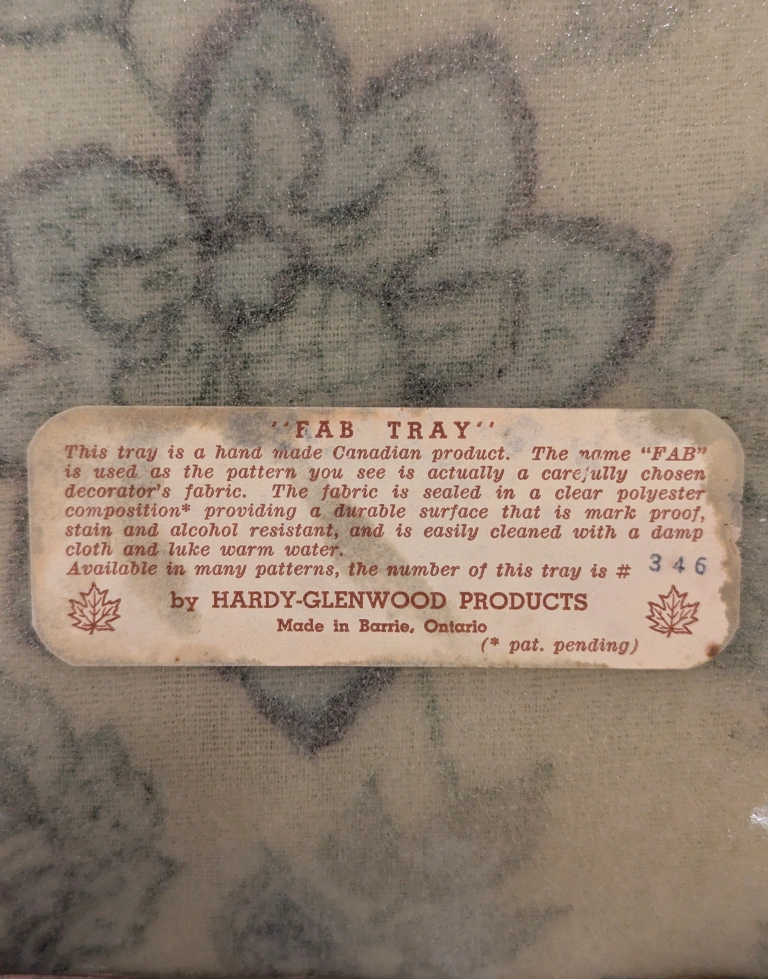 "FAB TRAY"
This tray is a hand made Canadian product. The name "FAB"
is used as the pattern you see is actually a carefully chosen
decorator's fabric. The fabric is sealed in a clear polyester
composition* providing a durable surface that is mark proof,
stain and alcohol resistant, and is easily cleaned with a damp
cloth and luke warm water.
Available in many patterns, the number of this tray is # 346
by HARDY-GLENWOOD PRODUCTS
Made in Barrie, Ontario
(* pat. pending)